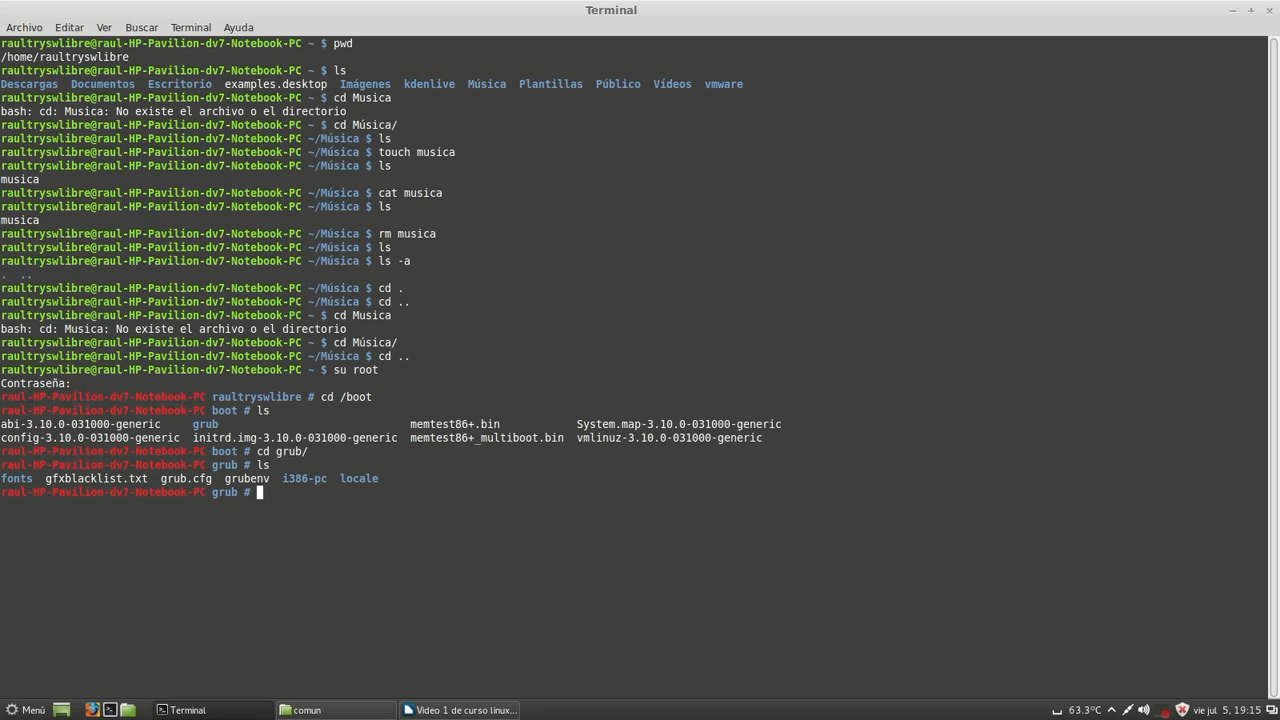 Terminal
Archivo Editar Ver Buscar Terminal Ayuda
raultryswlibre@raul-HP-Pavilion-dv7-Notebook-PC ~ $ pwd
/home/raultryswlibre
raultryswlibre@raul-HP-Pavilion-dv7-Notebook-PC ~ $ ls
Descargas Documentos Escritorio examples.desktop Imágenes kdenlive Música Plantillas Público Vídeos vmware
raultryswlibre@raul-HP-Pavilion-dv7-Notebook-PC ~ $ cd Musica
bash: cd: Musica: No existe el archivo o el directorio
raultryswlibre@raul-HP-Pavilion-dv7-Notebook-PC ~ $ cd Música/
raultryswlibre@raul-HP-Pavilion-dv7-Notebook-PC ~/Música $ ls
raultryswlibre@raul-HP-Pavilion-dv7-Notebook-PC ~/Música $ touch musica
raultryswlibre@raul-HP-Pavilion-dv7-Notebook-PC ~/Música $ ls
musica
raultryswlibre@raul-HP-Pavilion-dv7-Notebook-PC ~/Música $ cat musica
raultryswlibre@raul-HP-Pavilion-dv7-Notebook-PC ~/Música $ ls
musica
raultryswlibre@raul-HP-Pavilion-dv7-Notebook-PC ~/Música $ rm musica
raultryswlibre@raul-HP-Pavilion-dv7-Notebook-PC ~/Música $ ls
raultryswlibre@raul-HP-Pavilion-dv7-Notebook-PC ~/Música $ ls -a
. ..
raultryswlibre@raul-HP-Pavilion-dv7-Notebook-PC ~/Música $ cd .
raultryswlibre@raul-HP-Pavilion-dv7-Notebook-PC ~/Música $ cd ..
raultryswlibre@raul-HP-Pavilion-dv7-Notebook-PC ~ $ cd Musica
bash: cd: Musica: No existe el archivo o el directorio
raultryswlibre@raul-HP-Pavilion-dv7-Notebook-PC ~ $ cd Música/
raultryswlibre@raul-HP-Pavilion-dv7-Notebook-PC ~/Música $ cd ..
raultryswlibre@raul-HP-Pavilion-dv7-Notebook-PC ~ $ su root
Contraseña:
raul-HP-Pavilion-dv7-Notebook-PC raultryswlibre # cd /boot
raul-HP-Pavilion-dv7-Notebook-PC boot # ls
abi-3.10.0-031000-generic grub memtest86+.bin System.map-3.10.0-031000-generic
config-3.10.0-031000-generic initrd.img-3.10.0-031000-generic memtest86+_multiboot.bin vmlinuz-3.10.0-031000-generic
raul-HP-Pavilion-dv7-Notebook-PC boot # cd grub/
raul-HP-Pavilion-dv7-Notebook-PC grub # ls
fonts gfxblacklist.txt grub.cfg grubenv i386-pc locale
raul-HP-Pavilion-dv7-Notebook-PC grub #
Menú Terminal comun Video 1 de curso linux... 63.3ºC vie jul 5, 19:15